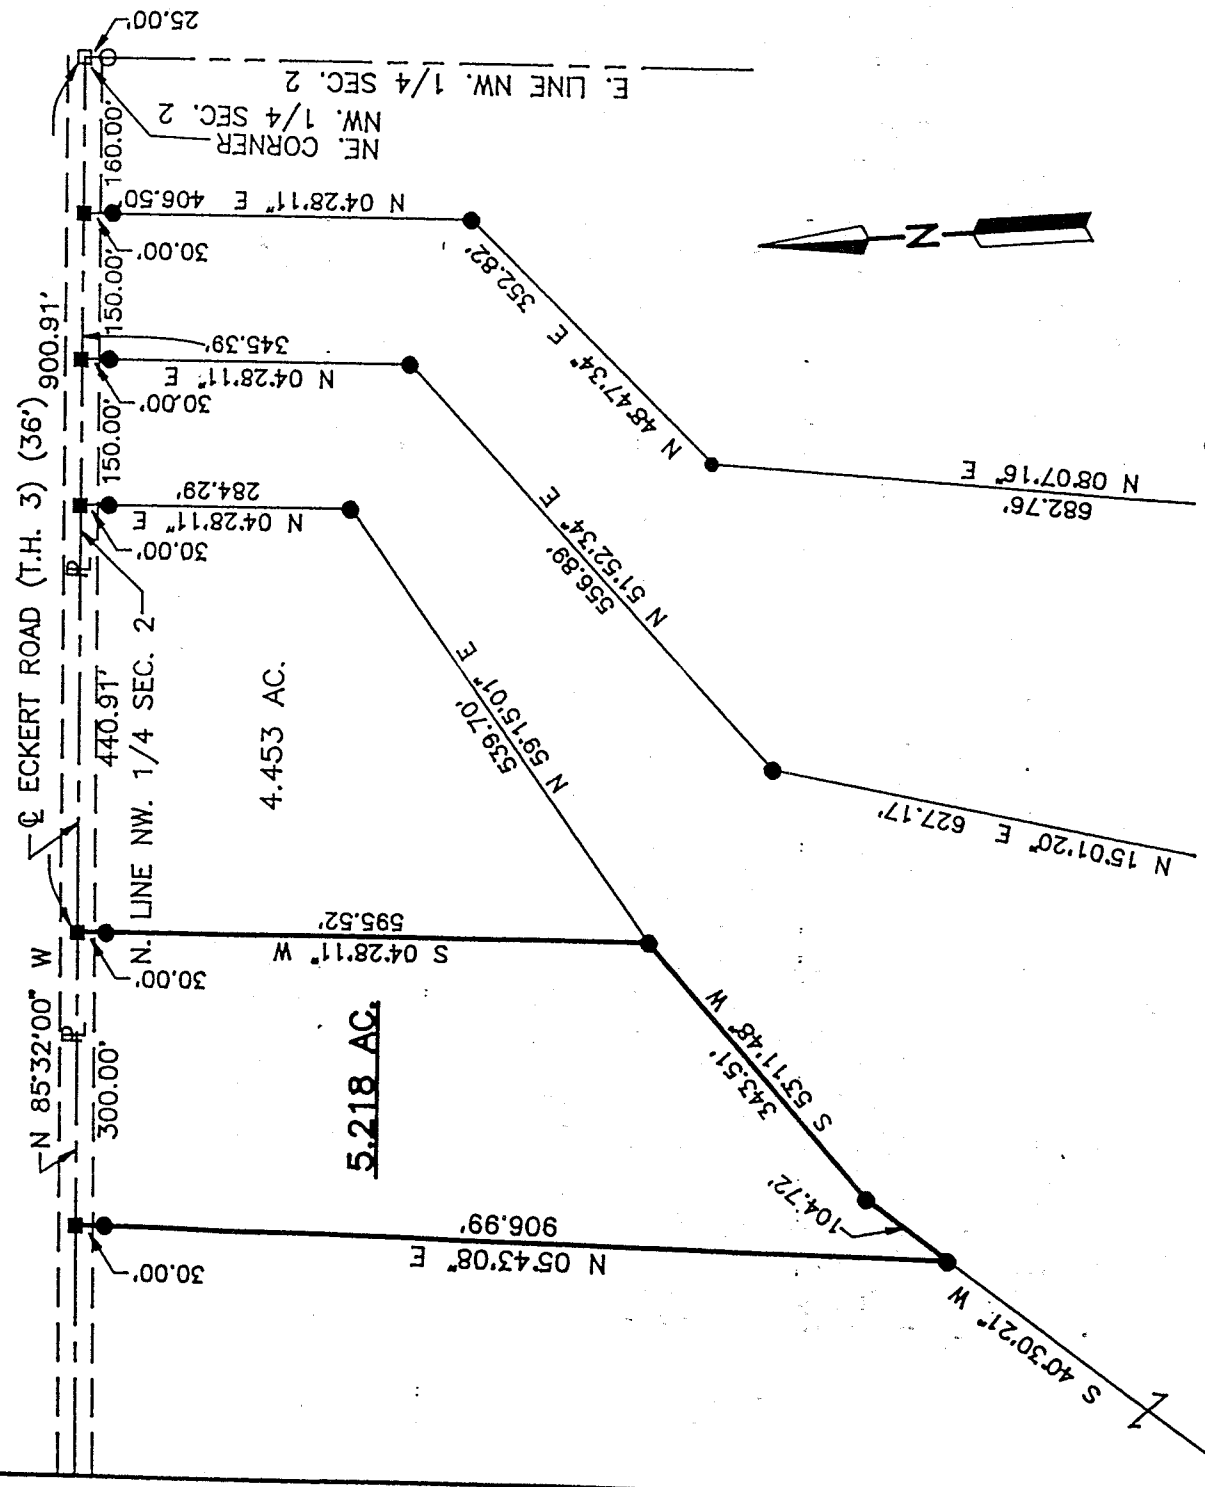 25.00'
E. LINE NW. 1/4 SEC. 2
NE. CORNER
NW. 1/4 SEC. 2
160.00'
N 04°28'11" E 406.50'
30.00'
352.82'
N 48°47'34" E
N
150.00'
900.91'
345.39'
N 04°28'11" E
30.00'
N 08°07'16" E
682.76'
150.00'
284.29'
N 04°28'11" E
30.00'
556.89'
N 51°52'34" E
℄ ECKERT ROAD (T.H. 3) (36')
PL
440.91'
N. LINE NW. 1/4 SEC. 2
4.453 AC.
539.70'
N 59°15'01" E
N 15°01'20" E 627.17'
595.52'
S 04°28'11" W
30.00'
N 85°32'00" W
PL
300.00'
5.218 AC.
343.51'
S 53°11'48" W
104.72'
906.99'
N 05°43'08" E
30.00'
S 40°30'21" W